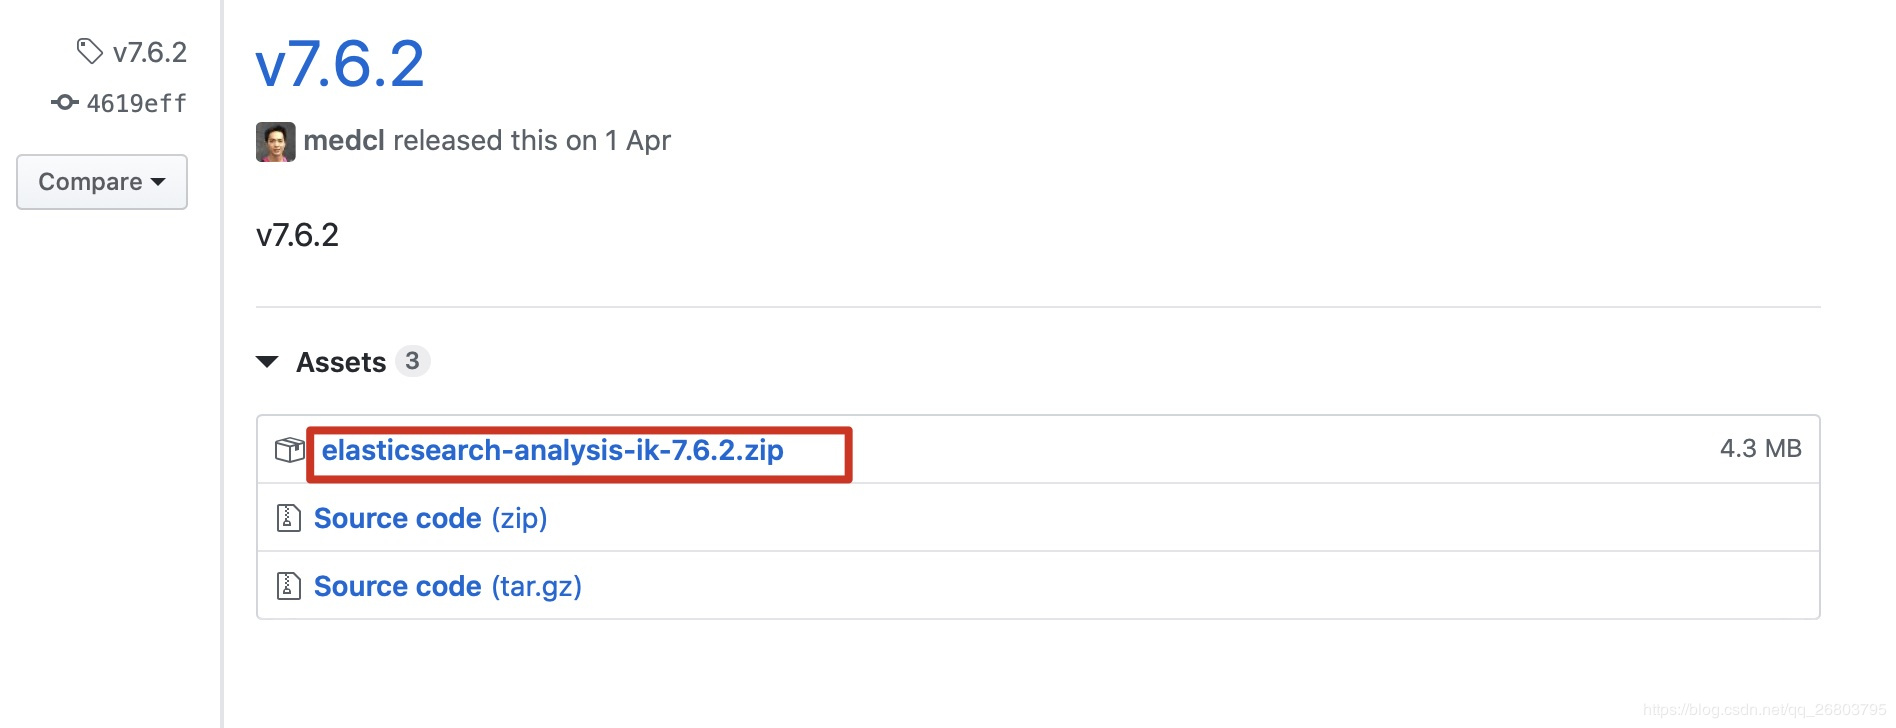 v7.6.2
4619eff
Compare
v7.6.2
medcl released this on 1 Apr
v7.6.2
Assets 3
elasticsearch-analysis-ik-7.6.2.zip 4.3 MB
Source code (zip)
Source code (tar.gz)
https://blog.csdn.net/qq_26803795